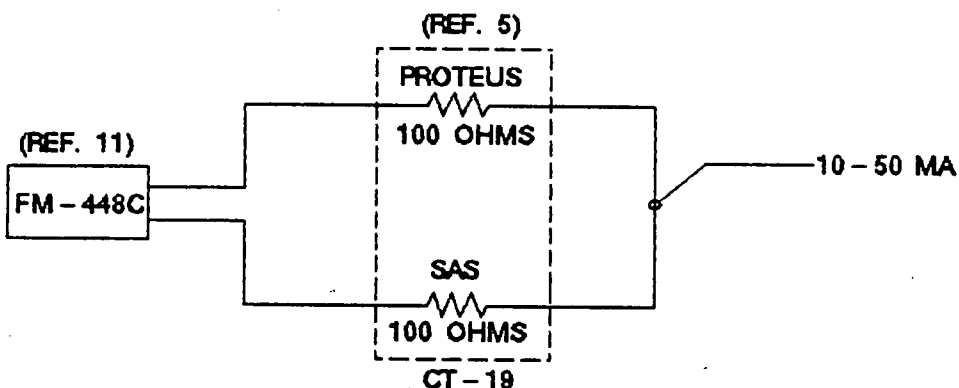 (REF. 5)
PROTEUS
100 OHMS
(REF. 11)
FM-448C
10-50 MA
SAS
100 OHMS
CT-19